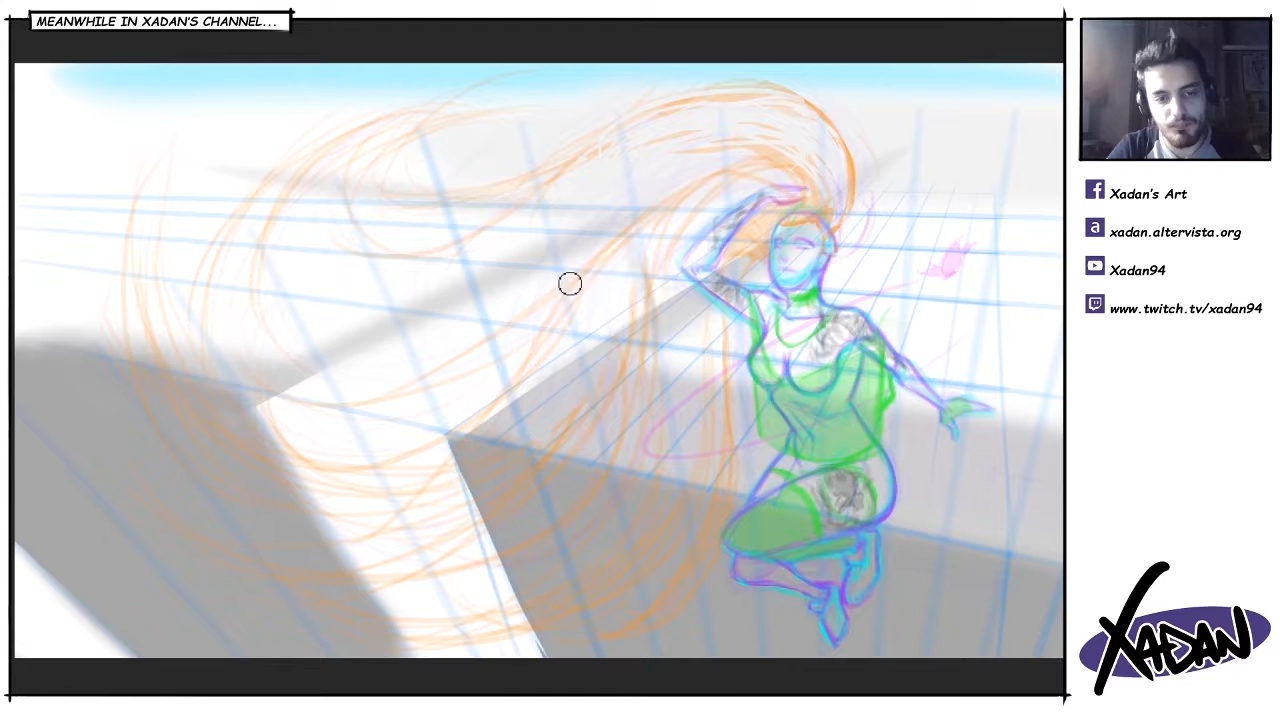 MEANWHILE IN XADAN'S CHANNEL...
Xadan's Art
xadan.altervista.org
Xadan94
www.twitch.tv/xadan94
XADAN